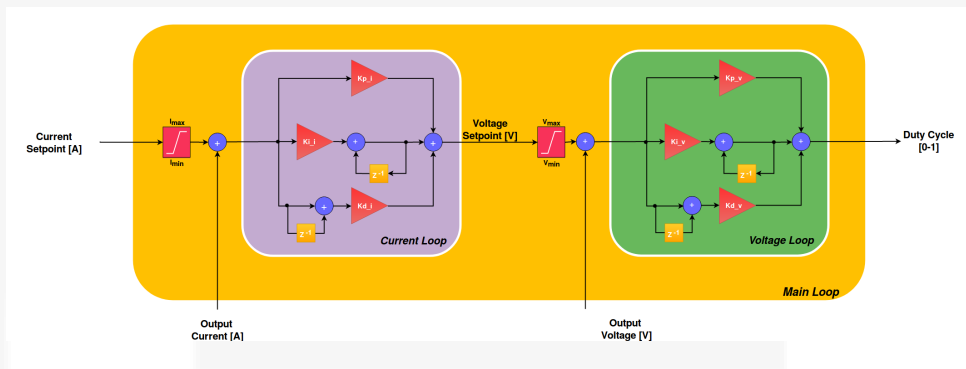 Current
Setpoint [A]
Imax
Imin
+
Kp_i
Ki_i
+
z -1
+
Kd_i
z -1
+
Current Loop
Voltage
Setpoint [V]
Vmax
Vmin
+
Kp_v
Ki_v
+
z -1
+
Kd_v
z -1
+
Voltage Loop
Duty Cycle
[0-1]
Main Loop
Output
Current [A]
Output
Voltage [V]